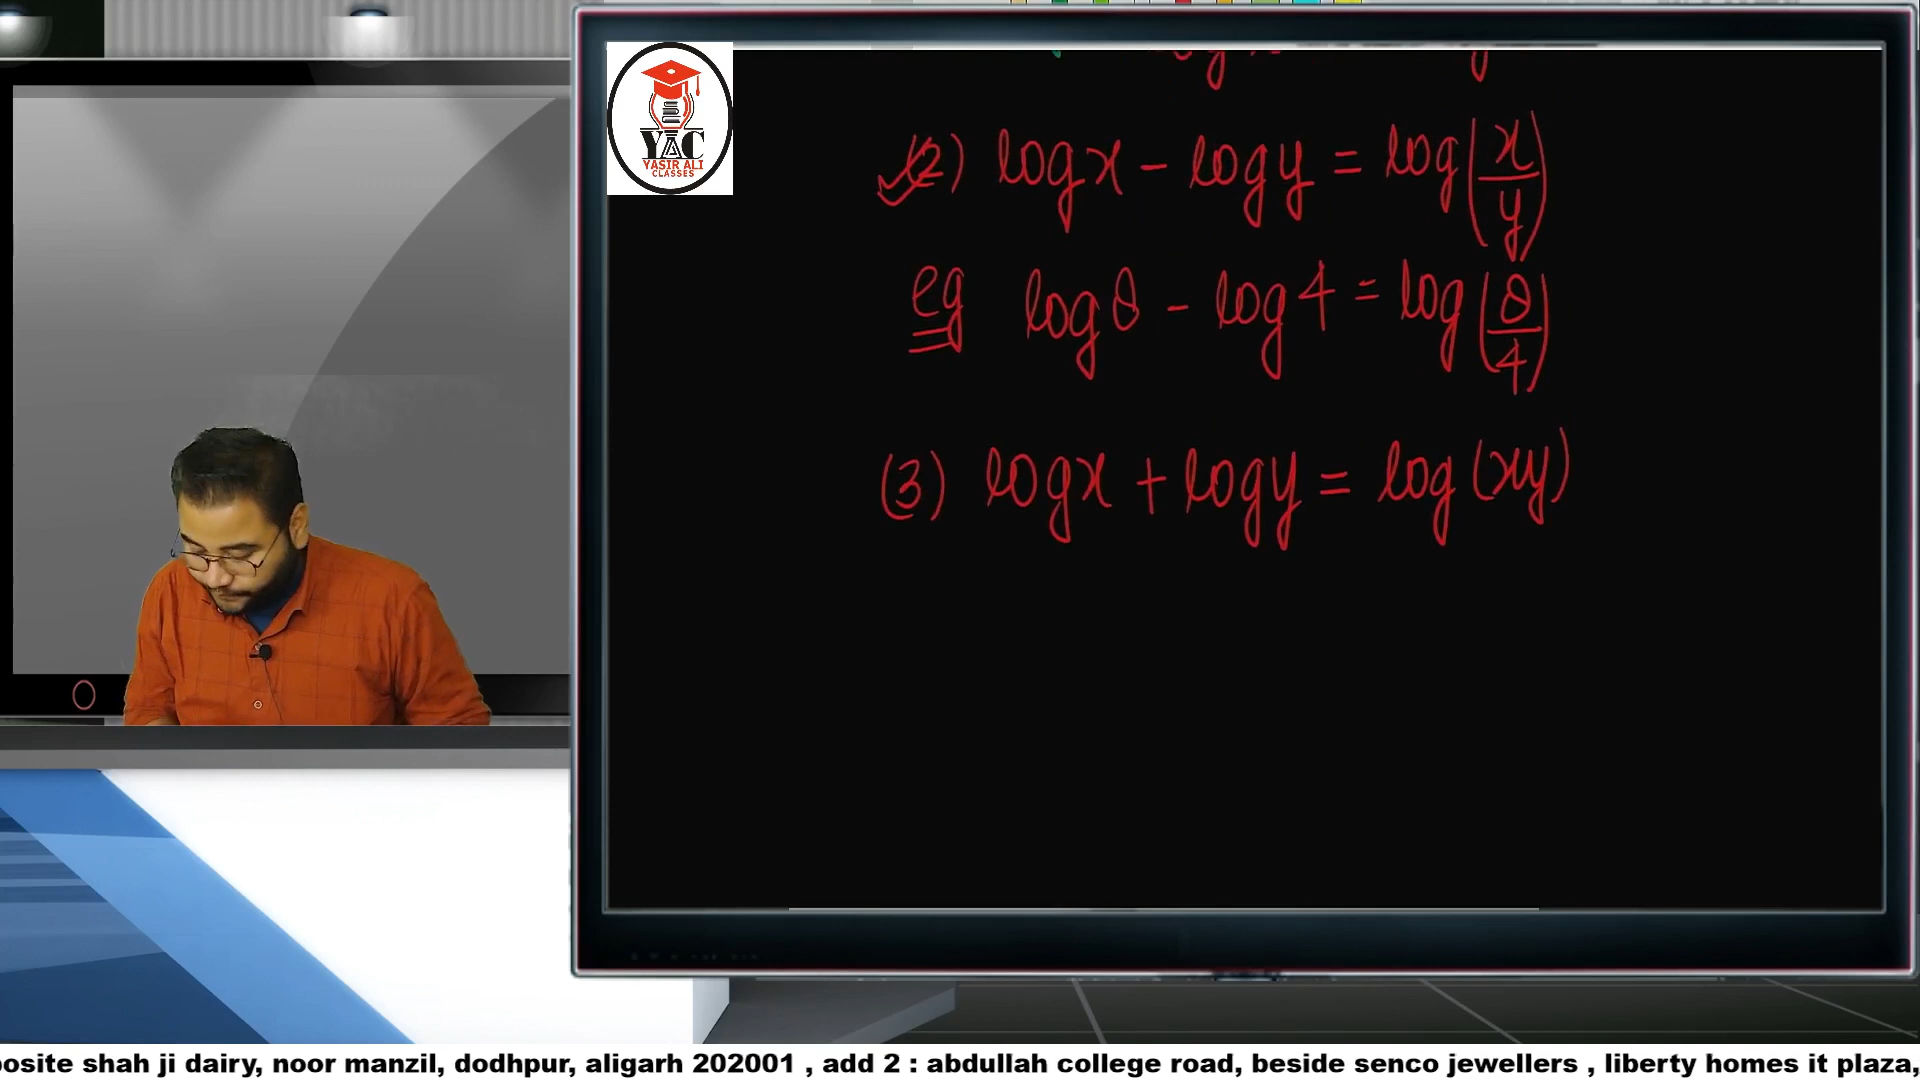 YAC
YASIR ALI
CLASSES
(2) log x - log y = log(x/y)
eg log 8 - log 4 = log(8/4)
(3) log x + log y = log(xy)
shah ji dairy, noor manzil, dodhpur, aligarh 202001 , add 2 : abdullah college road, beside senco jewellers , liberty homes it plaza,